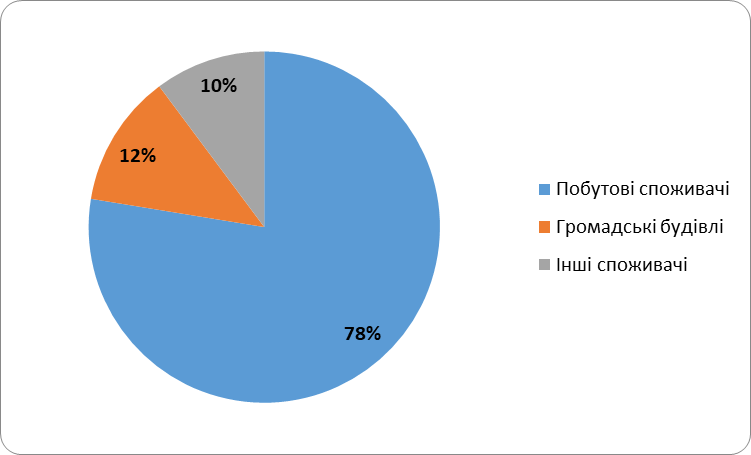 10%
12%
78%
Побутові споживачі
Громадські будівлі
Інші споживачі